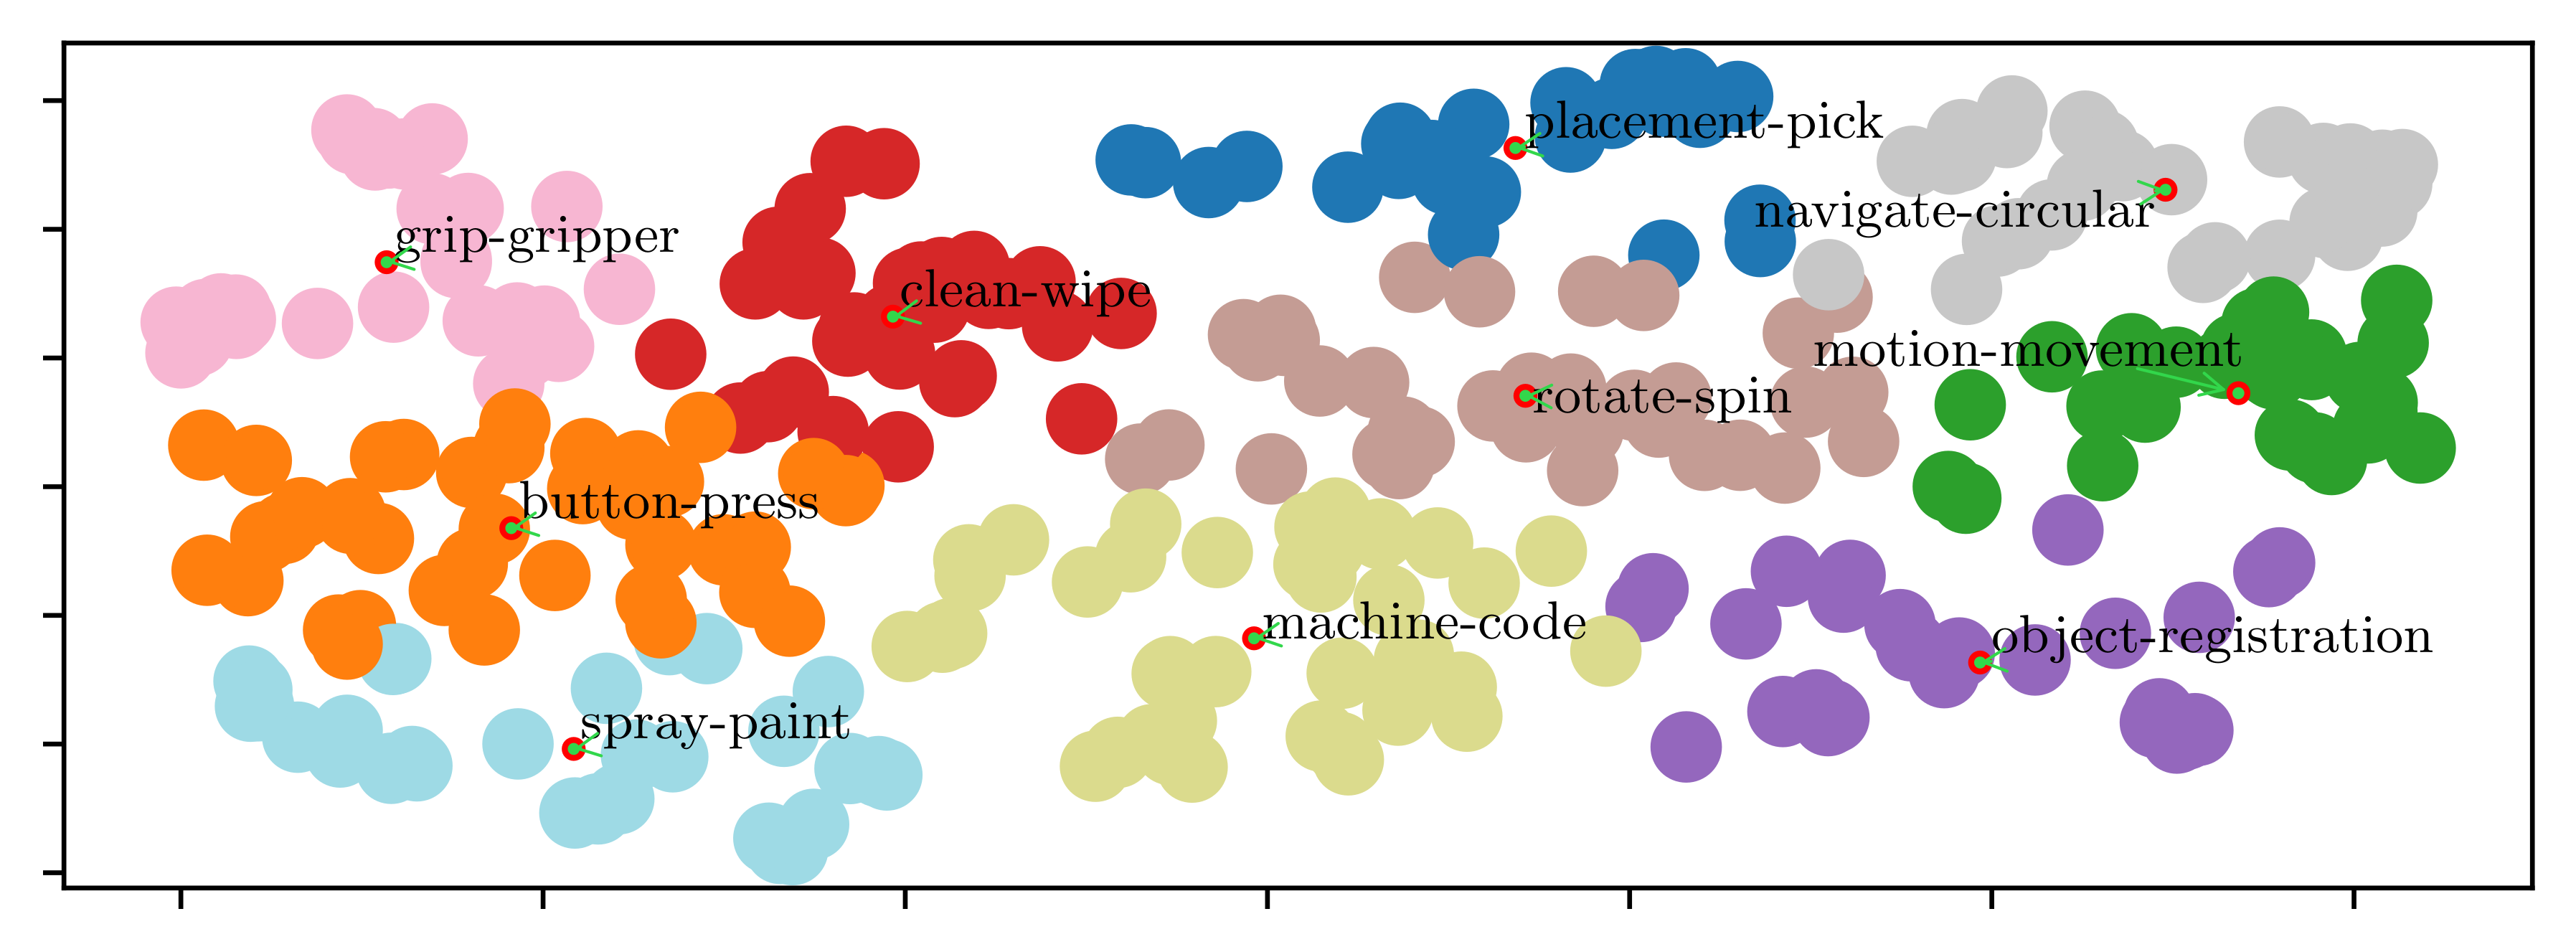 placement-pick
navigate-circular
grip-gripper
clean-wipe
motion-movement
rotate-spin
button-press
machine-code
object-registration
spray-paint